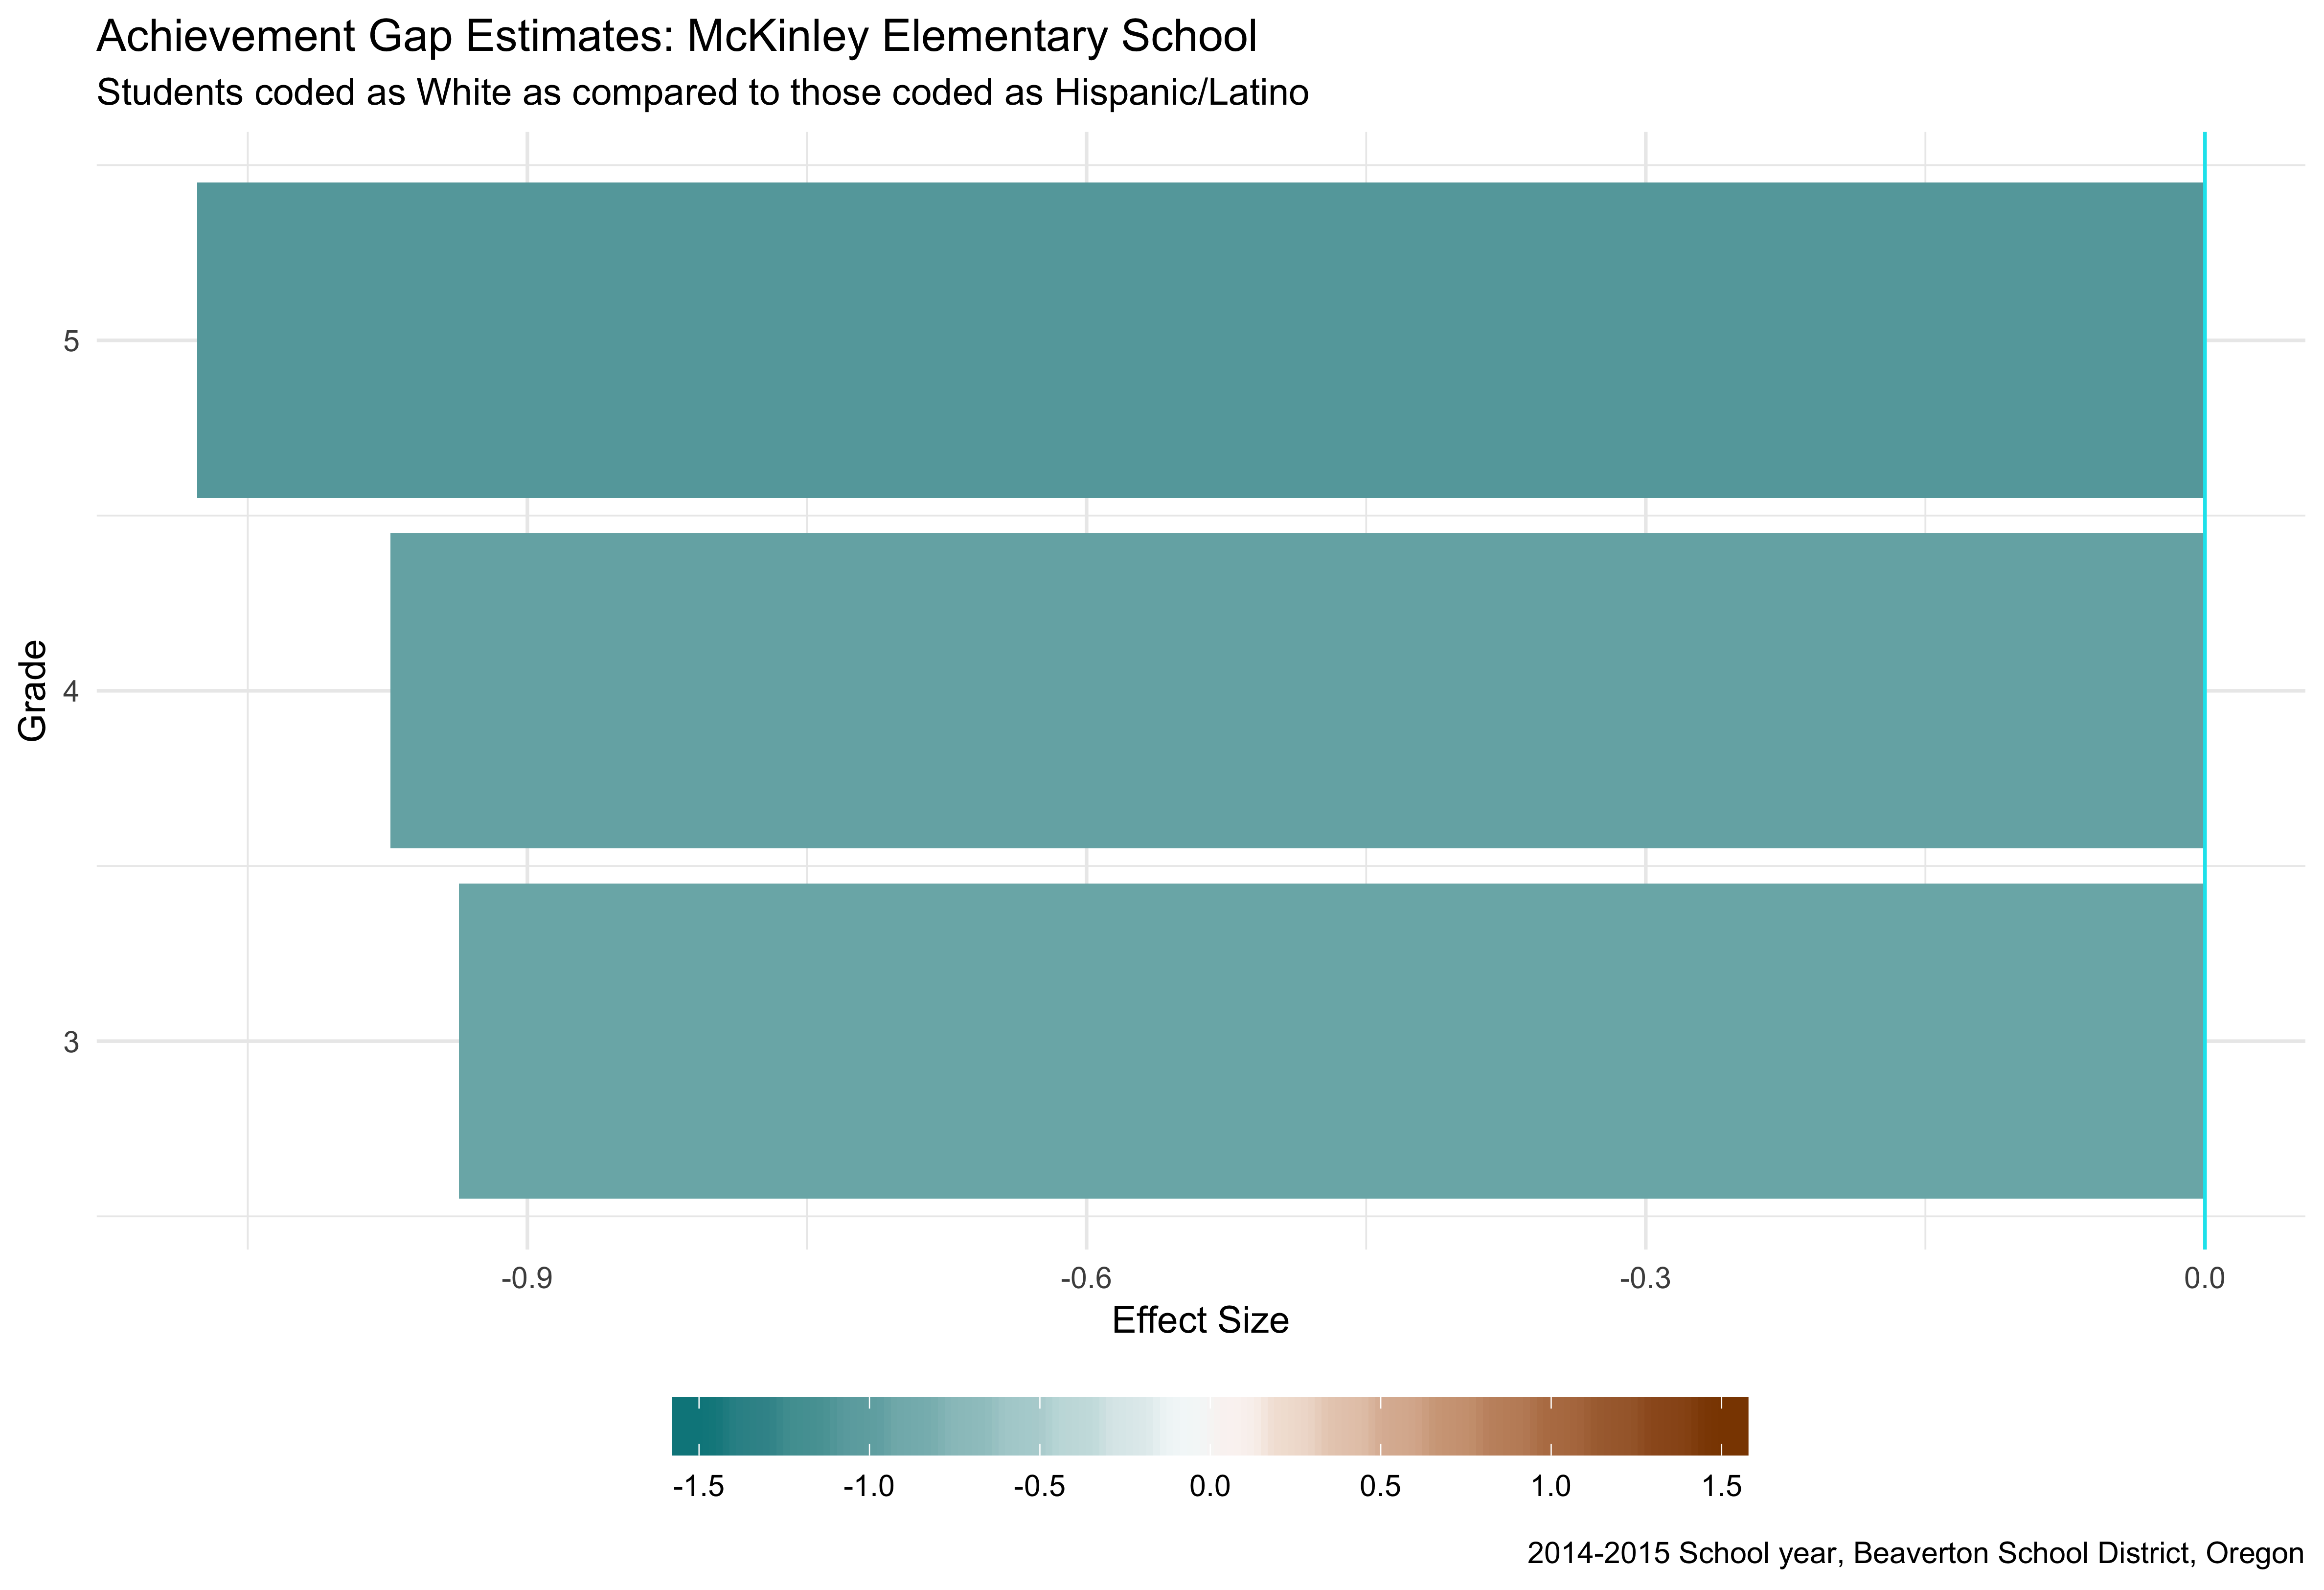 Achievement Gap Estimates: McKinley Elementary School
Students coded as White as compared to those coded as Hispanic/Latino
Grade
5
4
3
-0.9 -0.6 -0.3 0.0
Effect Size
-1.5 -1.0 -0.5 0.0 0.5 1.0 1.5
2014-2015 School year, Beaverton School District, Oregon